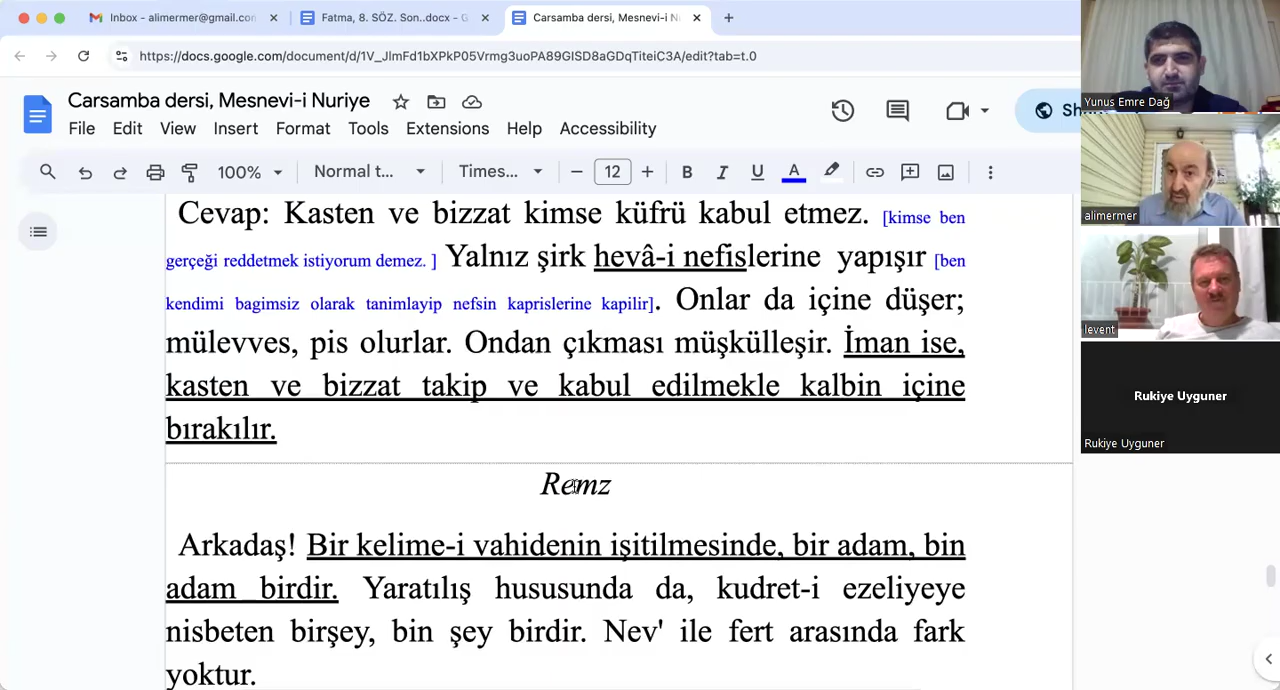 Inbox - alimermer@gmail.con
Fatma, 8. SÖZ. Son..docx - G
Carsamba dersi, Mesnevi-i N
https://docs.google.com/document/d/1V_JlmFd1bXPkP05Vrmg3uoPA89GISD8aGDqTiteiC3A/edit?tab=t.0
Carsamba dersi, Mesnevi-i Nuriye
Sh
File Edit View Insert Format Tools Extensions Help Accessibility
100% Normal t... Times... 12 B I U A
Cevap: Kasten ve bizzat kimse küfrü kabul etmez. [kimse ben
gerçeği reddetmek istiyorum demez. ] Yalnız şirk hevâ-i nefislerine yapışır [ben
kendimi bagimsiz olarak tanimlayip nefsin kaprislerine kapilir]. Onlar da içine düşer;
mülevves, pis olurlar. Ondan çıkması müşkülleşir. İman ise,
kasten ve bizzat takip ve kabul edilmekle kalbin içine
bırakılır.
Remz
Arkadaş! Bir kelime-i vahidenin işitilmesinde, bir adam, bin
adam birdir. Yaratılış hususunda da, kudret-i ezeliyeye
nisbeten birşey, bin şey birdir. Nev' ile fert arasında fark
yoktur.
Yunus Emre Dağ
alimermer
levent
Rukiye Uyguner
Rukiye Uyguner